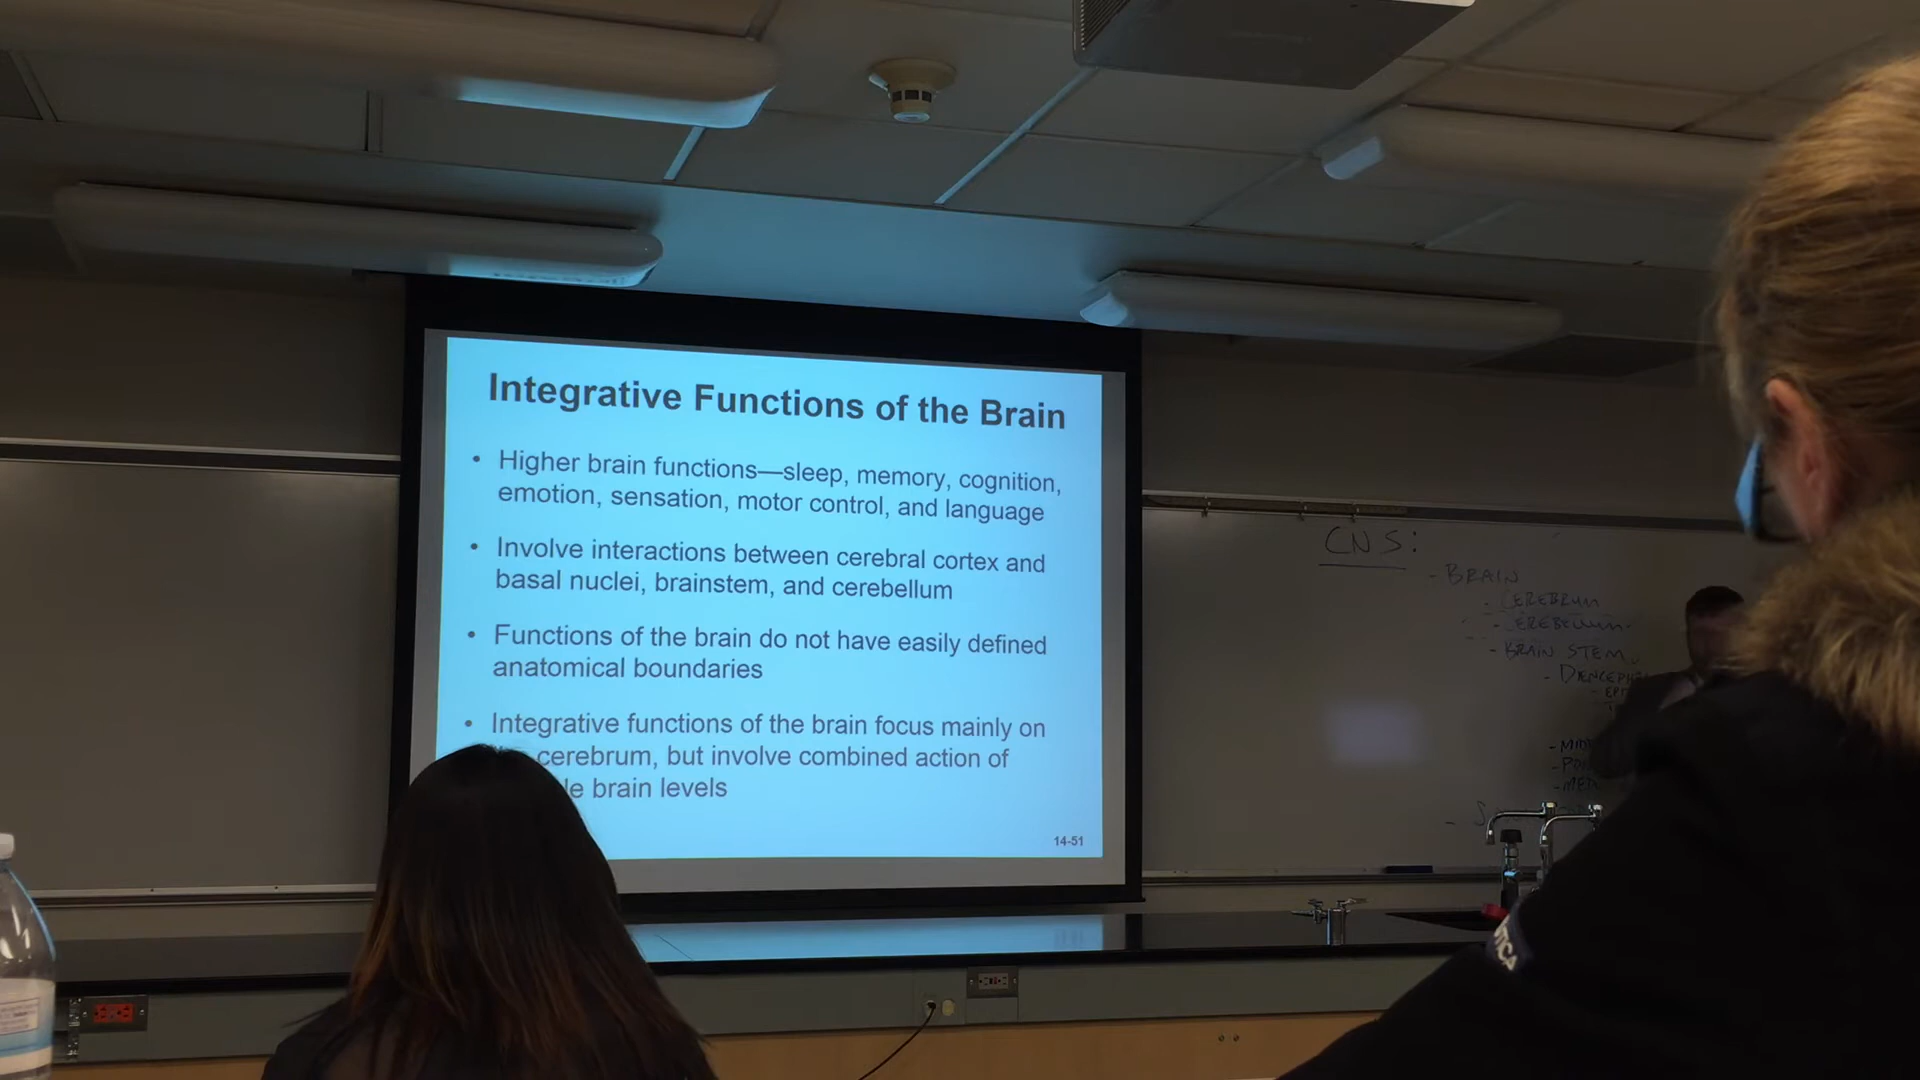 Integrative Functions of the Brain
• Higher brain functions—sleep, memory, cognition,
emotion, sensation, motor control, and language
• Involve interactions between cerebral cortex and
basal nuclei, brainstem, and cerebellum
• Functions of the brain do not have easily defined
anatomical boundaries
• Integrative functions of the brain focus mainly on
cerebrum, but involve combined action of
brain levels
14-51
CNS:
- BRAIN
- CEREBRUM
- CEREBELLUM
- BRAIN STEM